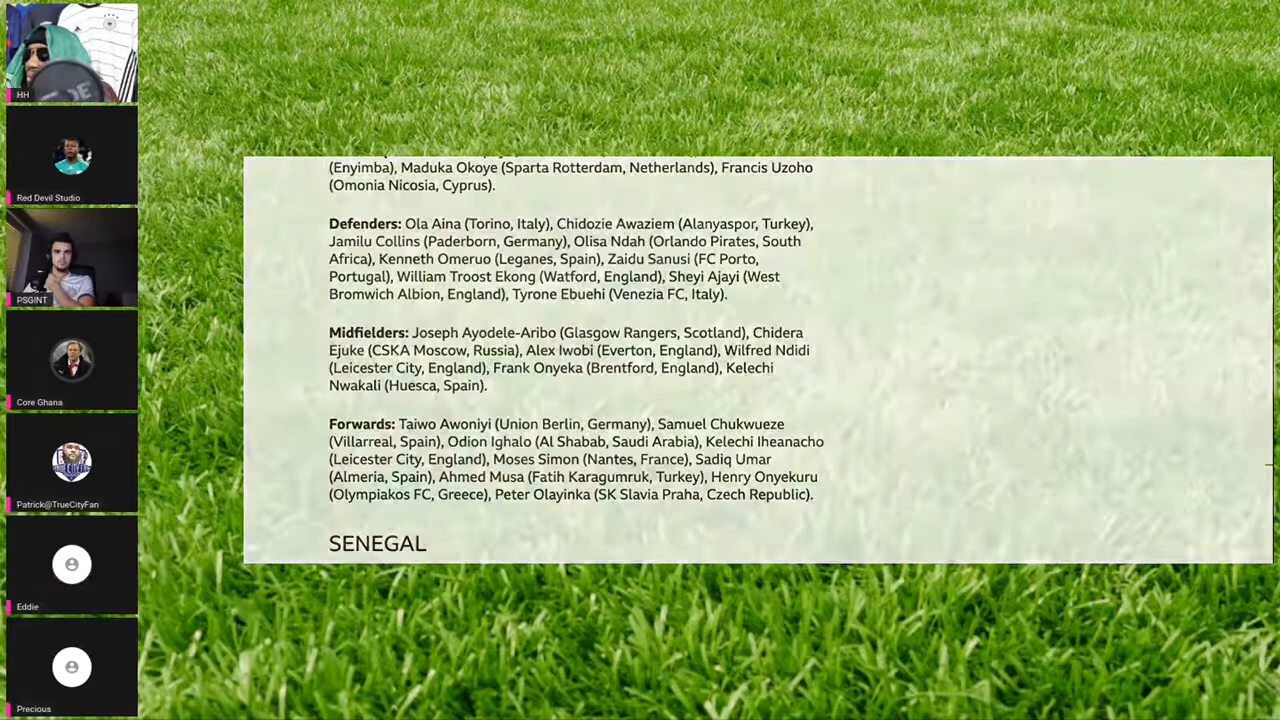 HH
Red Devil Studio
PSGINT
Core Ghana
Patrick@TrueCityFan
Eddie
Precious
(Enyimba), Maduka Okoye (Sparta Rotterdam, Netherlands), Francis Uzoho
(Omonia Nicosia, Cyprus).
Defenders: Ola Aina (Torino, Italy), Chidozie Awaziem (Alanyaspor, Turkey),
Jamilu Collins (Paderborn, Germany), Olisa Ndah (Orlando Pirates, South
Africa), Kenneth Omeruo (Leganes, Spain), Zaidu Sanusi (FC Porto,
Portugal), William Troost Ekong (Watford, England), Sheyi Ajayi (West
Bromwich Albion, England), Tyrone Ebuehi (Venezia FC, Italy).
Midfielders: Joseph Ayodele-Aribo (Glasgow Rangers, Scotland), Chidera
Ejuke (CSKA Moscow, Russia), Alex Iwobi (Everton, England), Wilfred Ndidi
(Leicester City, England), Frank Onyeka (Brentford, England), Kelechi
Nwakali (Huesca, Spain).
Forwards: Taiwo Awoniyi (Union Berlin, Germany), Samuel Chukwueze
(Villarreal, Spain), Odion Ighalo (Al Shabab, Saudi Arabia), Kelechi Iheanacho
(Leicester City, England), Moses Simon (Nantes, France), Sadiq Umar
(Almeria, Spain), Ahmed Musa (Fatih Karagumruk, Turkey), Henry Onyekuru
(Olympiakos FC, Greece), Peter Olayinka (SK Slavia Praha, Czech Republic).
SENEGAL